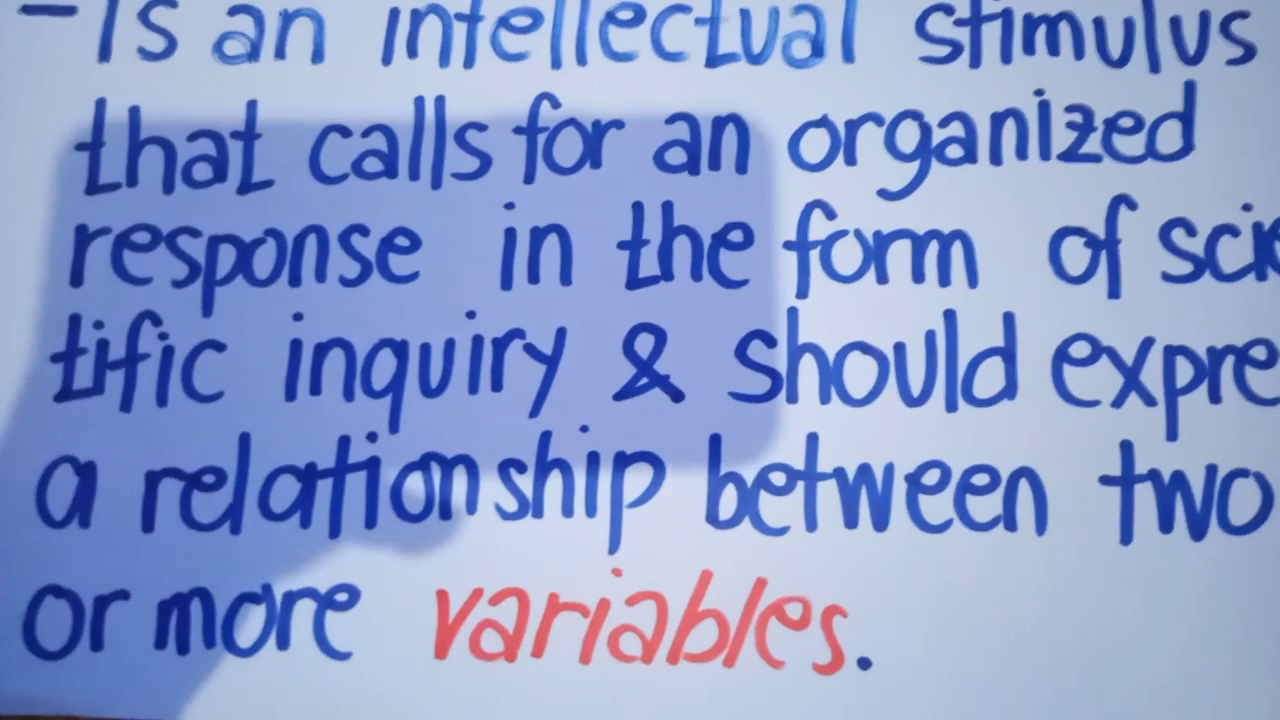 - Is an intellectual stimulus
that calls for an organized
response in the form of scie
tific inquiry & should expre
a relationship between two
or more variables.